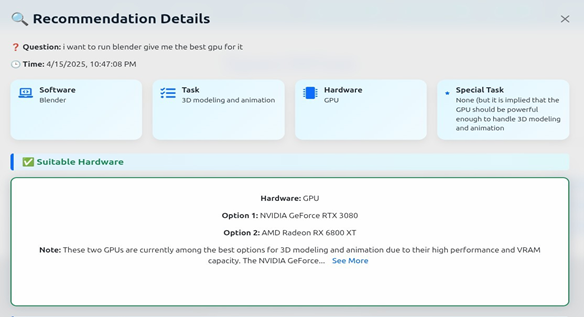 🔍 Recommendation Details
❓ Question: i want to run blender give me the best gpu for it
🕒 Time: 4/15/2025, 10:47:08 PM
Software
Blender
Task
3D modeling and animation
Hardware
GPU
Special Task
None (but it is implied that the
GPU should be powerful
enough to handle 3D modeling
and animation
✅ Suitable Hardware
Hardware: GPU
Option 1: NVIDIA GeForce RTX 3080
Option 2: AMD Radeon RX 6800 XT
Note: These two GPUs are currently among the best options for 3D modeling and animation due to their high performance and VRAM
capacity. The NVIDIA GeForce... See More